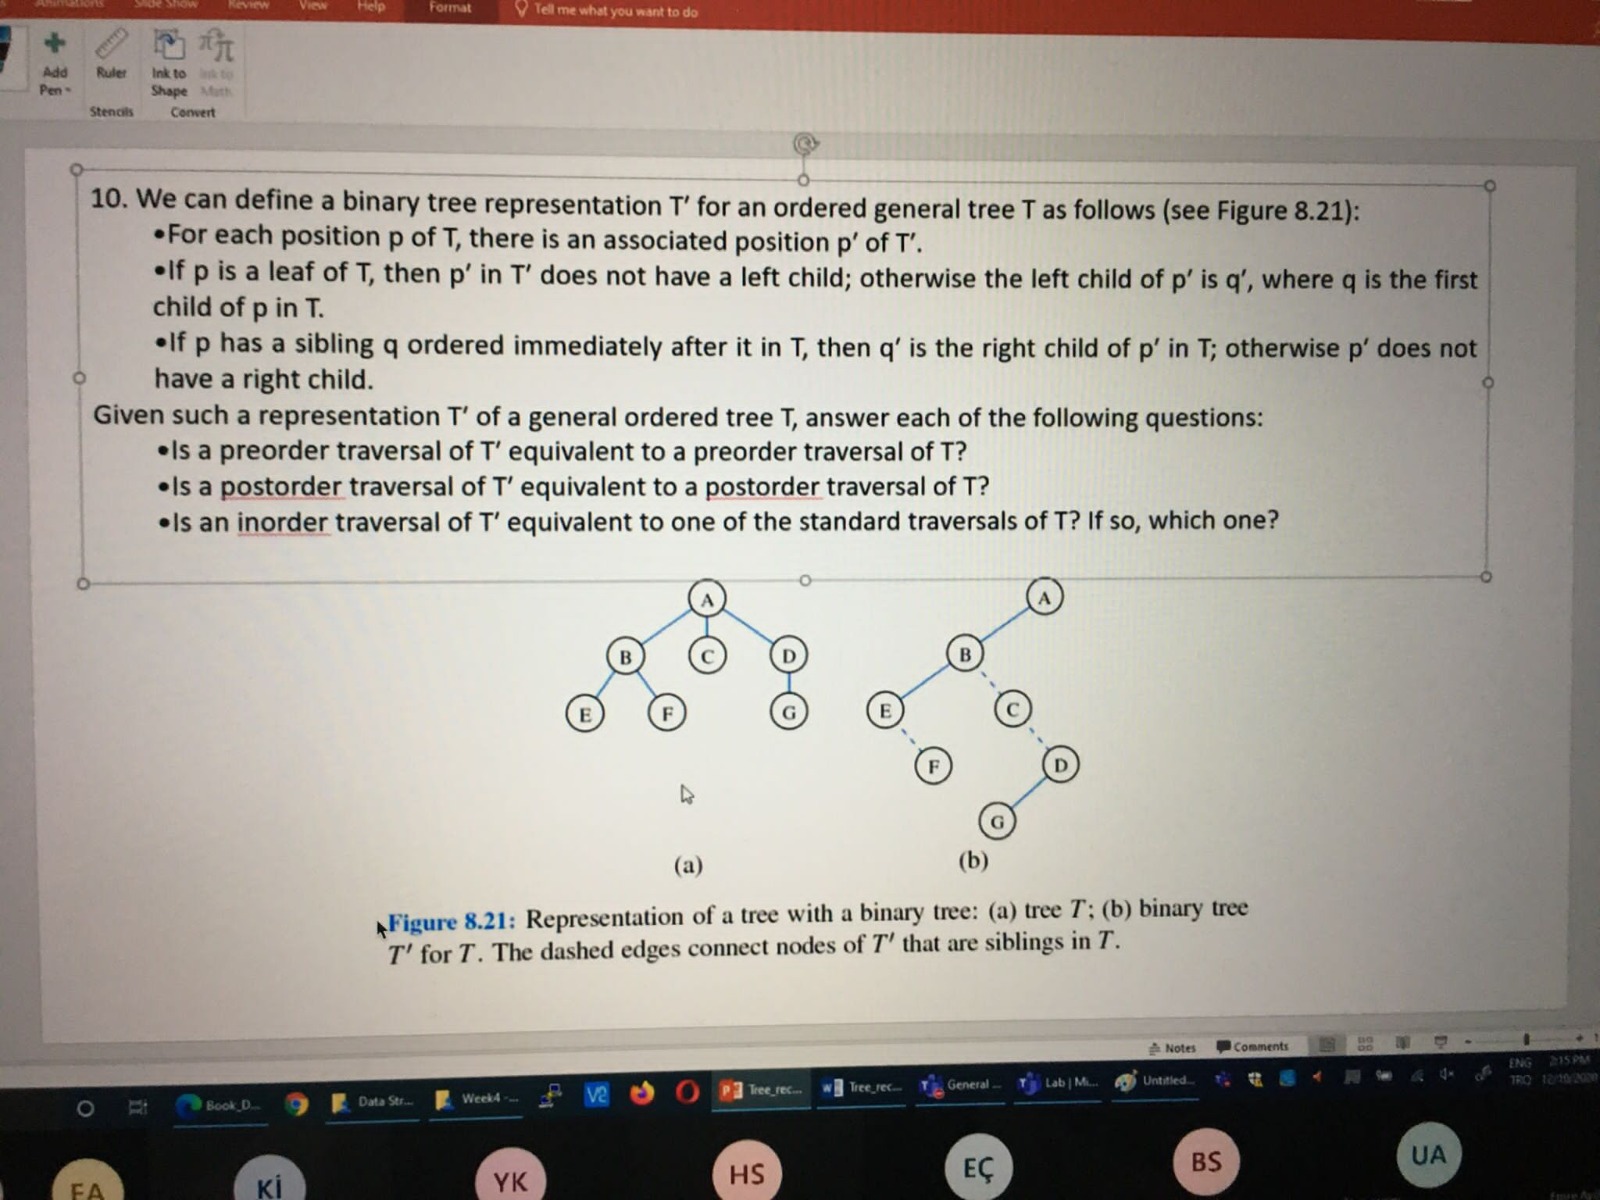 Animations Slide Show Review View Help Format Tell me what you want to do
Add Pen
Ruler
Ink to Shape
Ink to Math
Stencils
Convert
10. We can define a binary tree representation T′ for an ordered general tree T as follows (see Figure 8.21):
•For each position p of T, there is an associated position p′ of T′.
•If p is a leaf of T, then p′ in T′ does not have a left child; otherwise the left child of p′ is q′, where q is the first
child of p in T.
•If p has a sibling q ordered immediately after it in T, then q′ is the right child of p′ in T; otherwise p′ does not
have a right child.
Given such a representation T′ of a general ordered tree T, answer each of the following questions:
•Is a preorder traversal of T′ equivalent to a preorder traversal of T?
•Is a postorder traversal of T′ equivalent to a postorder traversal of T?
•Is an inorder traversal of T′ equivalent to one of the standard traversals of T? If so, which one?
A
B C D
E F G
A
B
E C
F D
G
(a) (b)
Figure 8.21: Representation of a tree with a binary tree: (a) tree T; (b) binary tree
T′ for T. The dashed edges connect nodes of T′ that are siblings in T.
Notes Comments
Book_D... Data Str... Week4 -... V2 Tree_rec... Tree_rec... General ... Lab | Mi... Untitled...
ENG 2:15 PM
TRQ 12/10/2020
EA Kİ YK HS EÇ BS UA